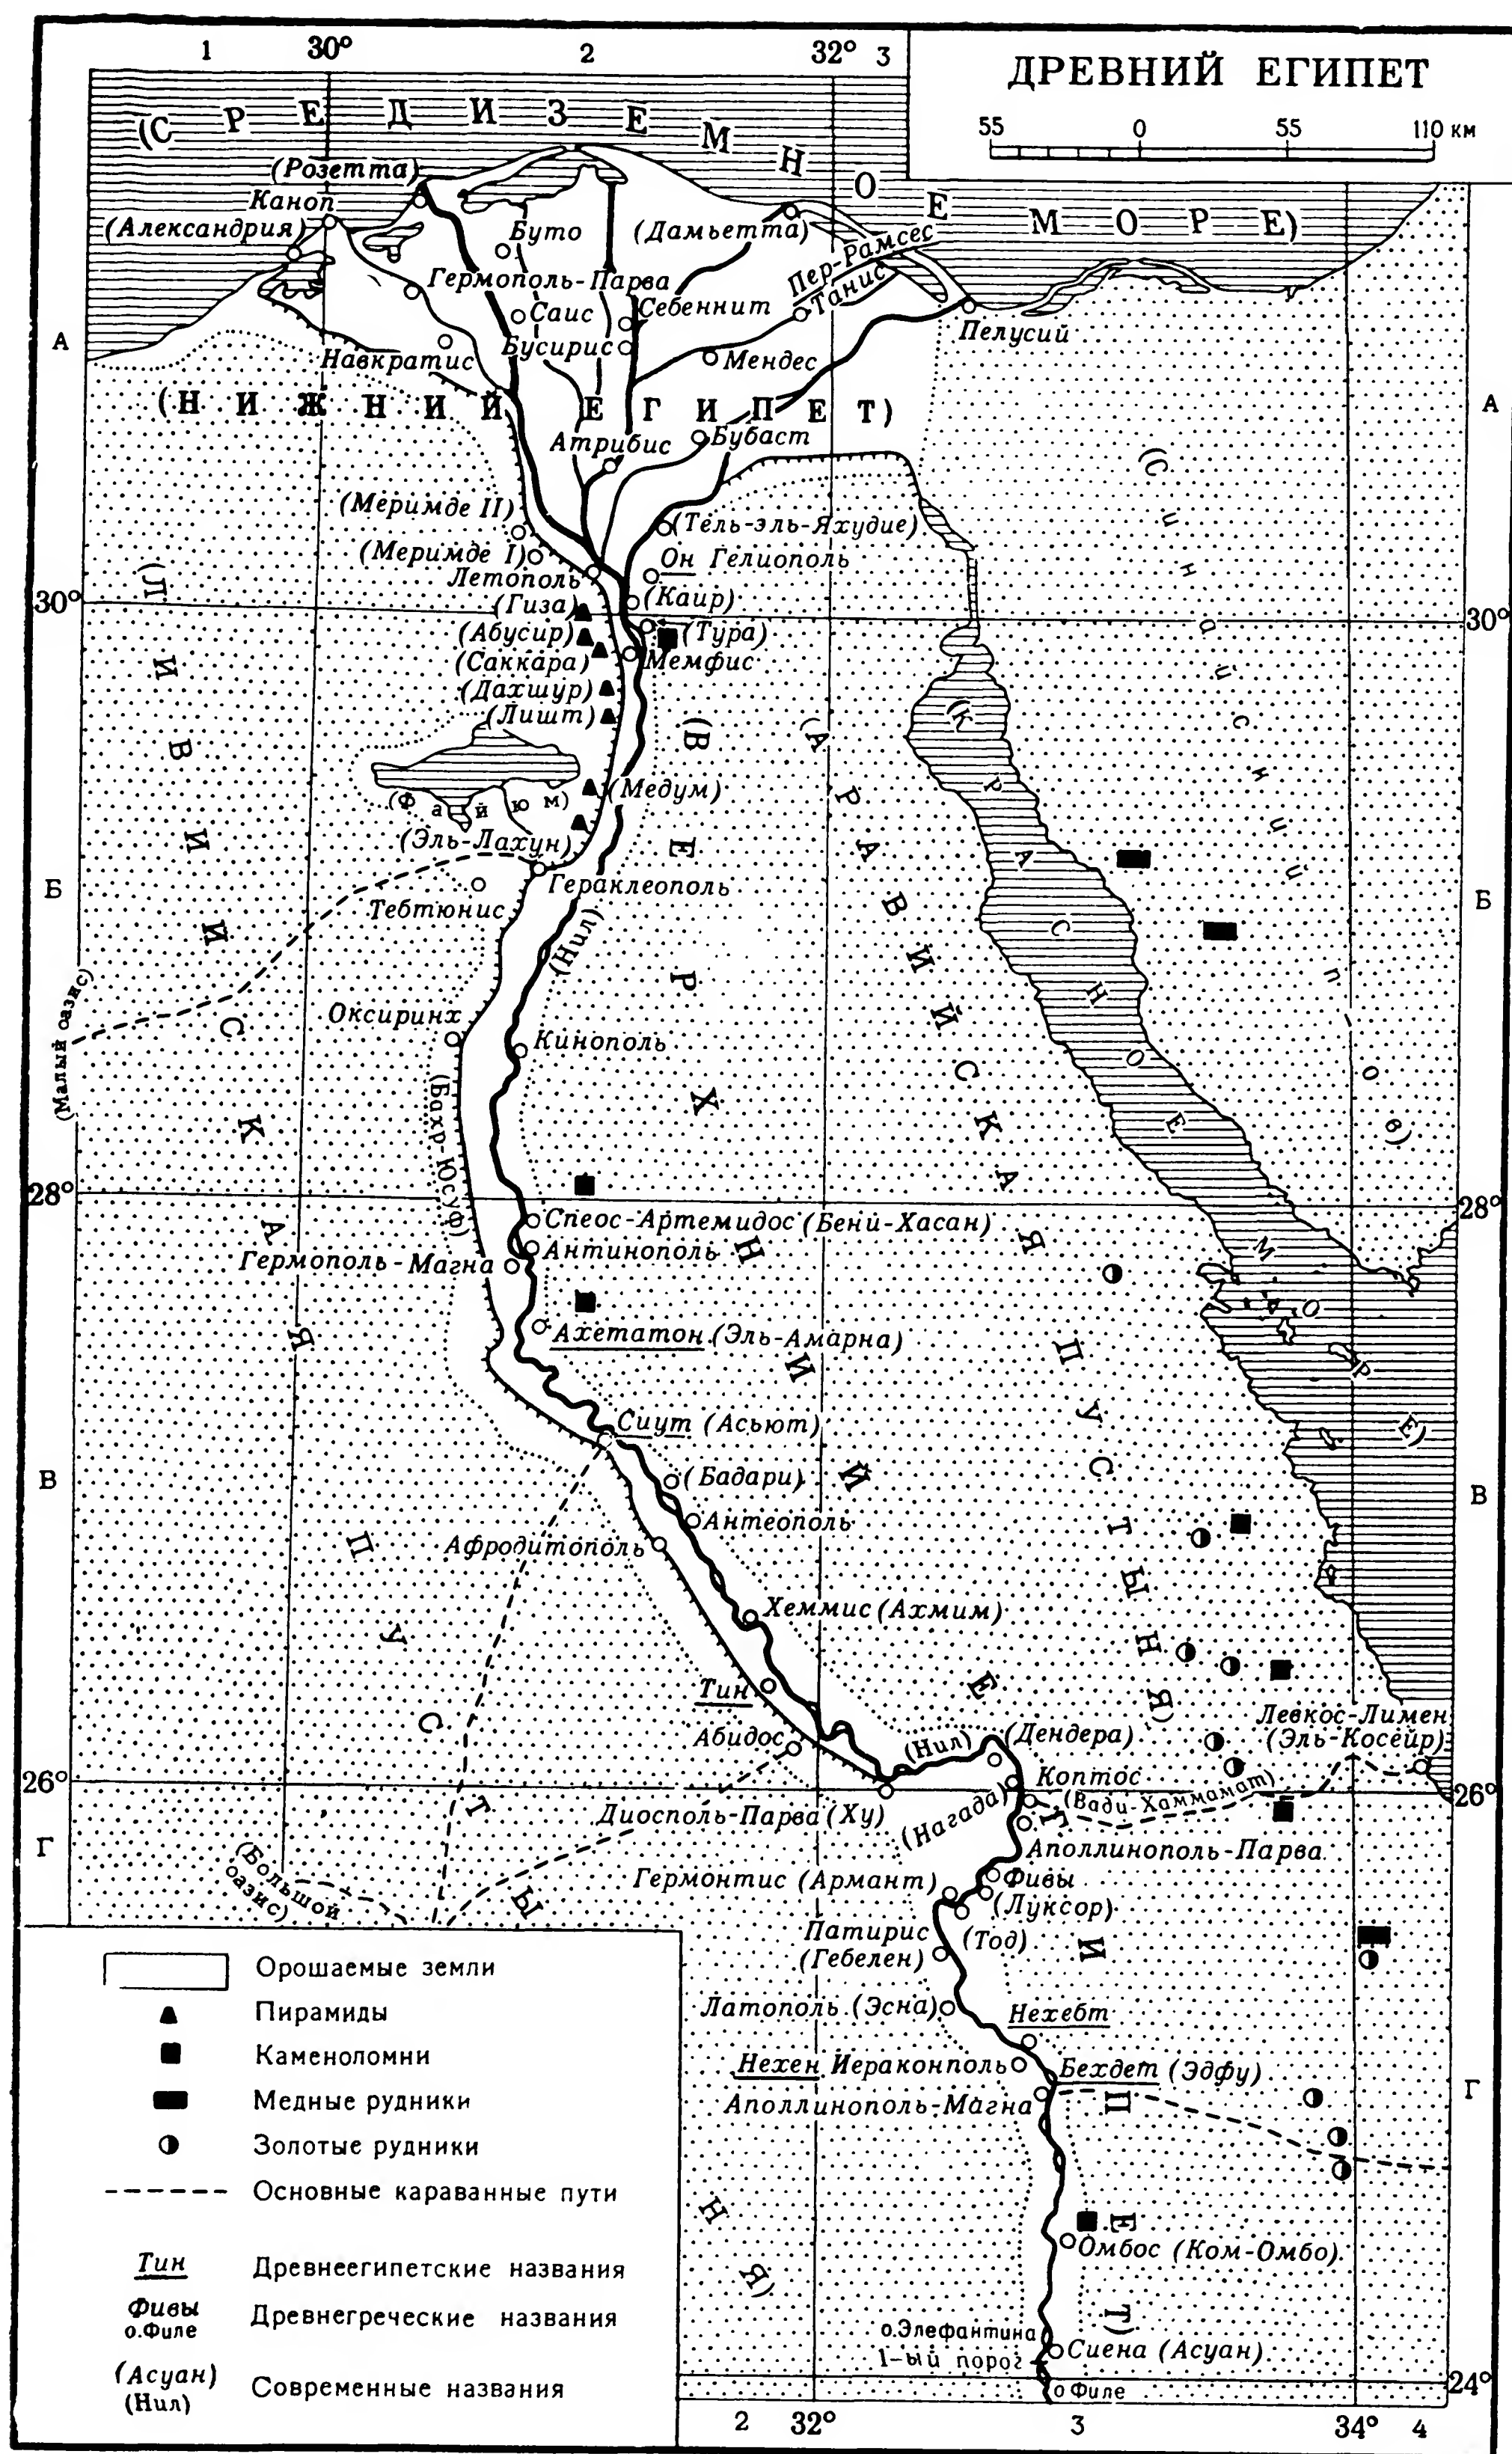 ДРЕВНИЙ ЕГИПЕТ
55 0 55 110 км
1 30° 2 32° 3
(СРЕДИЗЕМНОЕ МОРЕ)
(Розетта)
Каноп
(Александрия)
Буто
(Дамьетта)
Пер-Рамсес
Танис
Гермополь-Парва
Саис
Себеннит
Пелусий
Бусирис
Навкратис
Мендес
А
А
(НИЖНИЙ ЕГИПЕТ)
Атрибис
Бубаст
(Меримде II)
(Тель-эль-Яхудие)
(Меримде I)
Он Гелиополь
Летополь
30°
(Гиза)
(Каир)
30°
(Абусир)
(Тура)
(Саккара)
Мемфис
(Дахшур)
(Лишт)
(Синайский п-ов)
(КРАСНОЕ МОРЕ)
(АРАВИЙСКАЯ ПУСТЫНЯ)
(ВЕРХНИЙ ЕГИПЕТ)
(ЛИВИЙСКАЯ ПУСТЫНЯ)
(Файюм)
(Медум)
(Эль-Лахун)
Б
Гераклеополь
Б
Тебтюнис
(Нил)
(Малый оазис)
Оксиринх
Кинополь
(Бахр-Юсуф)
28°
28°
Спеос-Артемидос (Бени-Хасан)
Антинополь
Гермополь-Магна
Ахетатон (Эль-Амарна)
Сиут (Асьют)
В
(Бадари)
В
Антеополь
Афродитополь
Хеммис (Ахмим)
Тин
Абидос
(Нил)
(Дендера)
Левкос-Лимен
(Эль-Косейр)
26°
Коптос
26°
(Вади-Хаммамат)
Диосполь-Парва (Ху)
(Нагада)
Г
Аполлинополь-Парва
(Большой
оазис)
Гермонтис (Армант)
Фивы
(Луксор)
Патирис
(Гебелен)
(Тод)
Латополь (Эсна)
Нехебт
Нехен Иераконполь
Бехдет (Эдфу)
Аполлинополь-Магна
Г
Омбос (Ком-Омбо)
о.Элефантина
1-ый порог
Сиена (Асуан)
о Филе
24°
2 32° 3 34° 4
Орошаемые земли
Пирамиды
Каменоломни
Медные рудники
Золотые рудники
Основные караванные пути
Тин Древнеегипетские названия
Фивы
о.Филе Древнегреческие названия
(Асуан)
(Нил) Современные названия